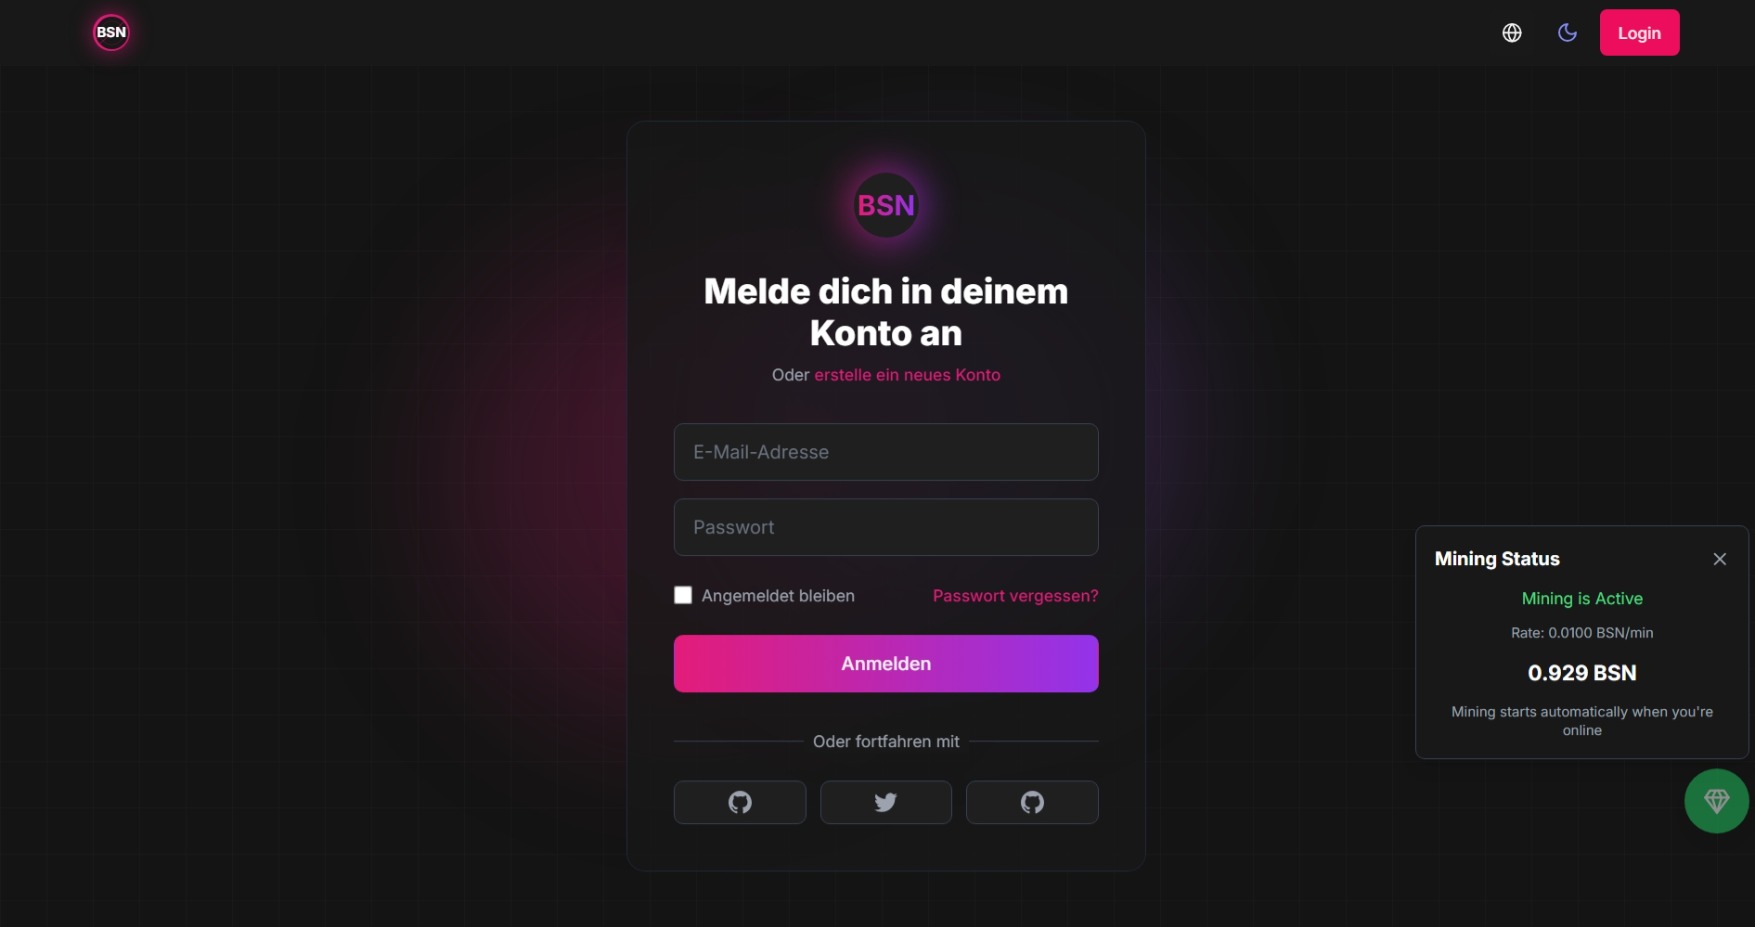 BSN
Login
BSN
Melde dich in deinem
Konto an
Oder erstelle ein neues Konto
E-Mail-Adresse
Passwort
Angemeldet bleiben
Passwort vergessen?
Anmelden
Oder fortfahren mit
Mining Status
Mining is Active
Rate: 0.0100 BSN/min
0.929 BSN
Mining starts automatically when you're
online